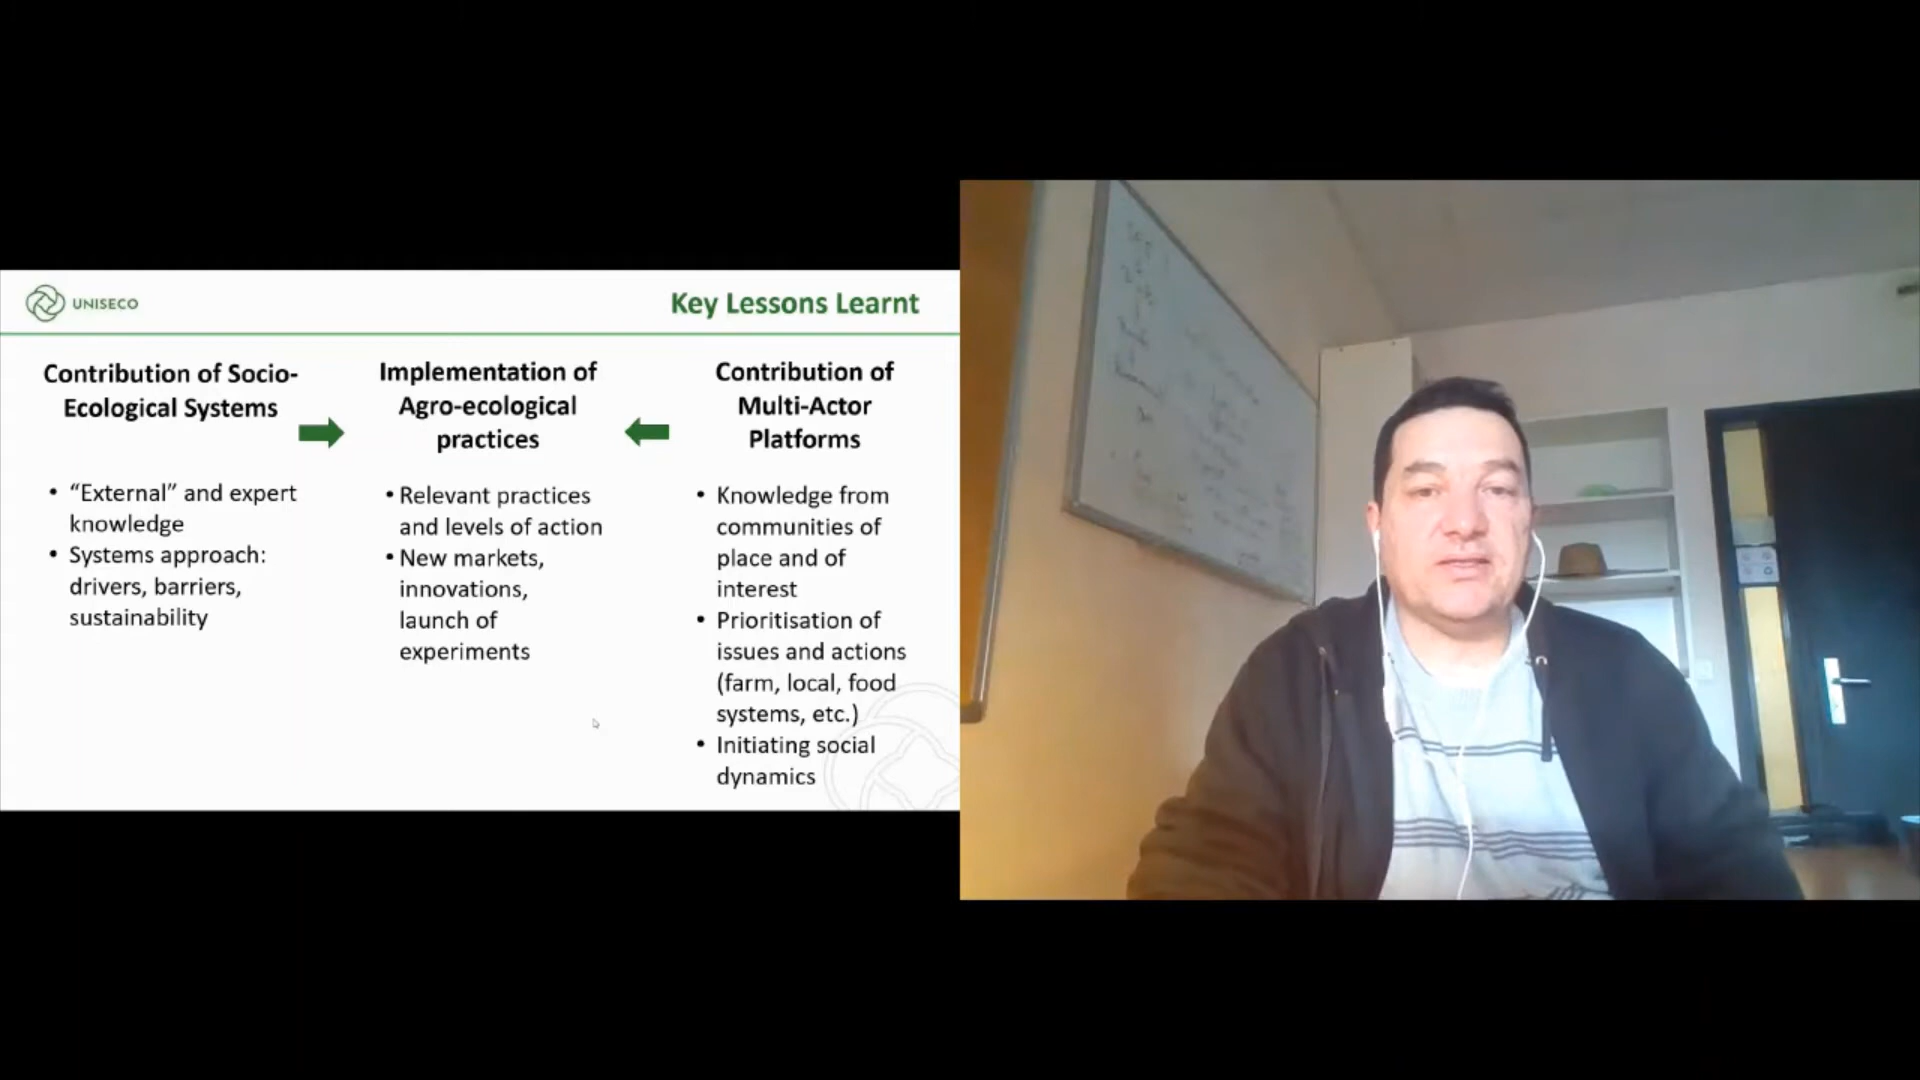 UNISECO
Key Lessons Learnt
Contribution of Socio-
Ecological Systems
• “External” and expert
knowledge
• Systems approach:
drivers, barriers,
sustainability
Implementation of
Agro-ecological
practices
• Relevant practices
and levels of action
• New markets,
innovations,
launch of
experiments
Contribution of
Multi-Actor
Platforms
• Knowledge from
communities of
place and of
interest
• Prioritisation of
issues and actions
(farm, local, food
systems, etc.)
• Initiating social
dynamics